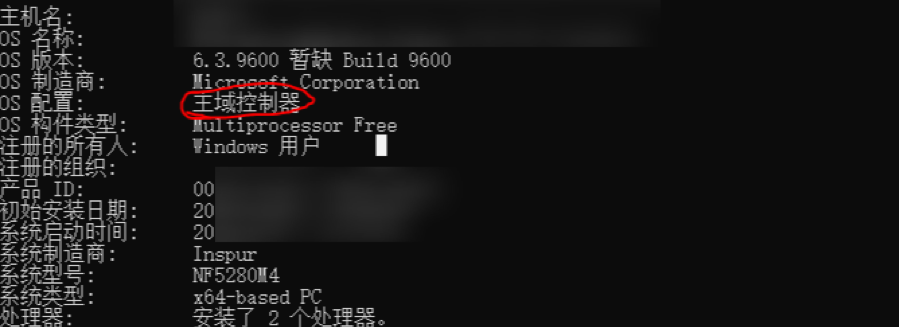 主机名:
OS 名称:
OS 版本: 6.3.9600 暂缺 Build 9600
OS 制造商: Microsoft Corporation
OS 配置: 主域控制器
OS 构件类型: Multiprocessor Free
注册的所有人: Windows 用户
注册的组织:
产品 ID: 00
初始安装日期: 20
系统启动时间: 20
系统制造商: Inspur
系统型号: NF5280M4
系统类型: x64-based PC
处理器: 安装了 2 个处理器。